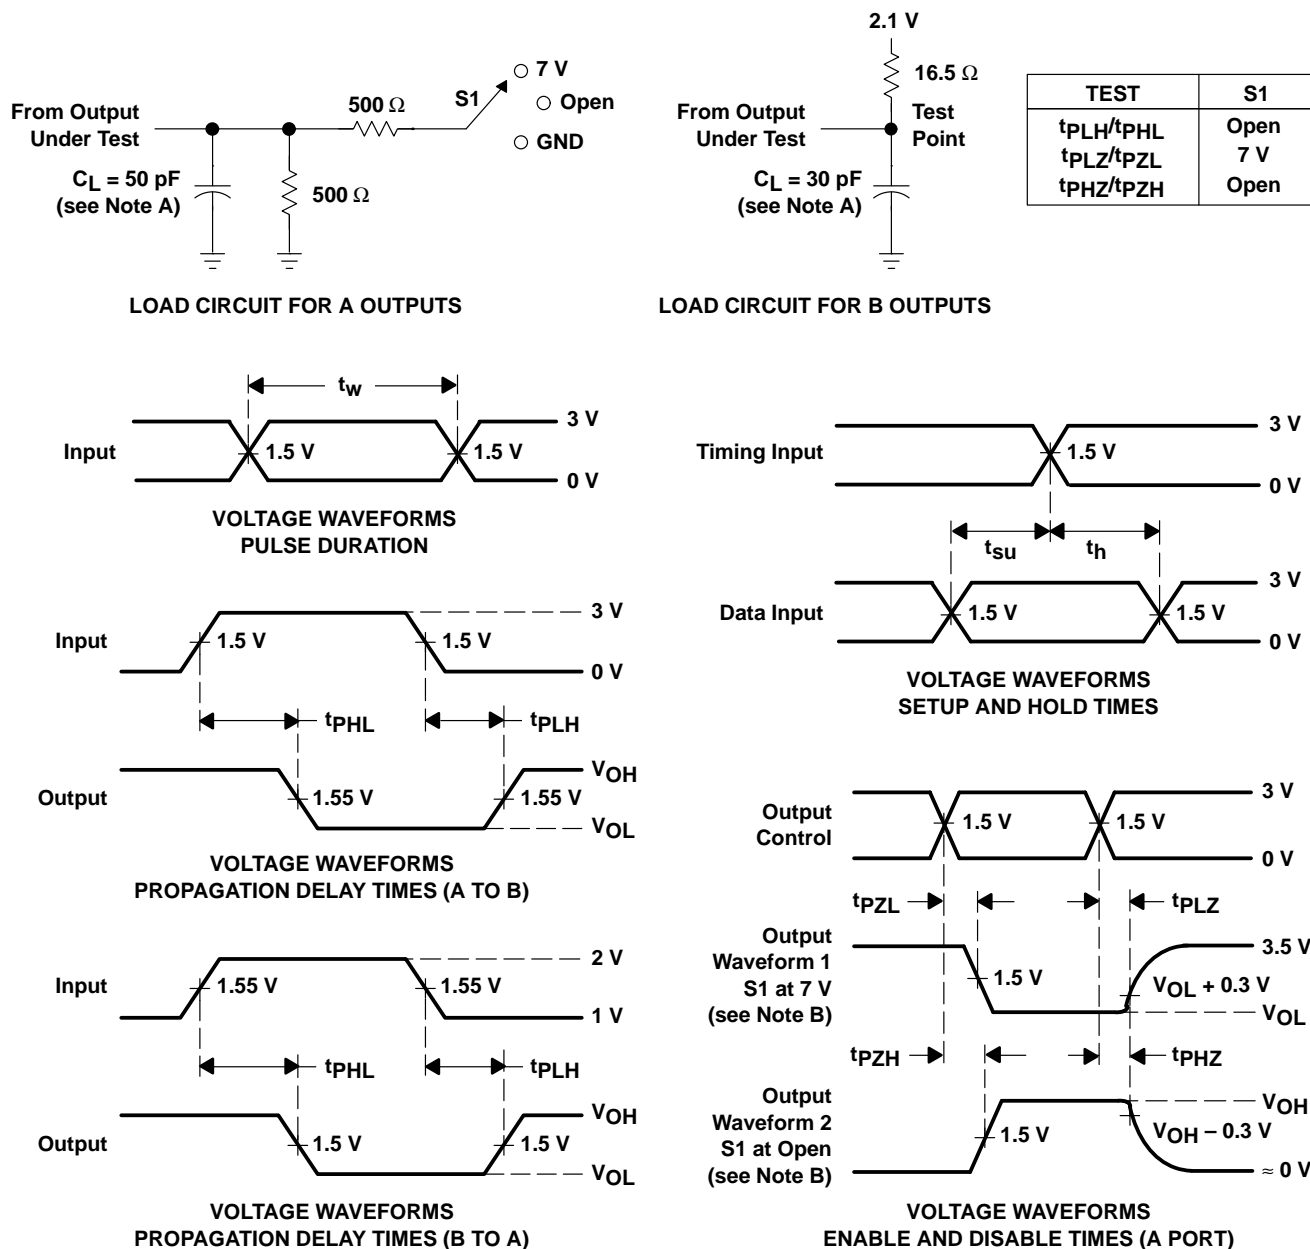 From Output
Under Test
CL = 50 pF
(see Note A)
500 Ω
500 Ω
S1
7 V
Open
GND
LOAD CIRCUIT FOR A OUTPUTS
2.1 V
16.5 Ω
From Output
Under Test
Test
Point
CL = 30 pF
(see Note A)
LOAD CIRCUIT FOR B OUTPUTS
TEST S1
tPLH/tPHL Open
tPLZ/tPZL 7 V
tPHZ/tPZH Open
tw
Input
1.5 V
1.5 V
3 V
0 V
VOLTAGE WAVEFORMS
PULSE DURATION
Timing Input
1.5 V
3 V
0 V
tsu
th
Data Input
1.5 V
1.5 V
3 V
0 V
VOLTAGE WAVEFORMS
SETUP AND HOLD TIMES
Input
1.5 V
1.5 V
3 V
0 V
tPHL
tPLH
Output
1.55 V
1.55 V
VOH
VOL
VOLTAGE WAVEFORMS
PROPAGATION DELAY TIMES (A TO B)
Input
1.55 V
1.55 V
2 V
1 V
tPHL
tPLH
Output
1.5 V
1.5 V
VOH
VOL
VOLTAGE WAVEFORMS
PROPAGATION DELAY TIMES (B TO A)
Output
Control
1.5 V
1.5 V
3 V
0 V
tPZL
tPLZ
Output
Waveform 1
S1 at 7 V
(see Note B)
1.5 V
3.5 V
VOL + 0.3 V
VOL
tPZH
tPHZ
Output
Waveform 2
S1 at Open
(see Note B)
1.5 V
VOH
VOH – 0.3 V
≈ 0 V
VOLTAGE WAVEFORMS
ENABLE AND DISABLE TIMES (A PORT)